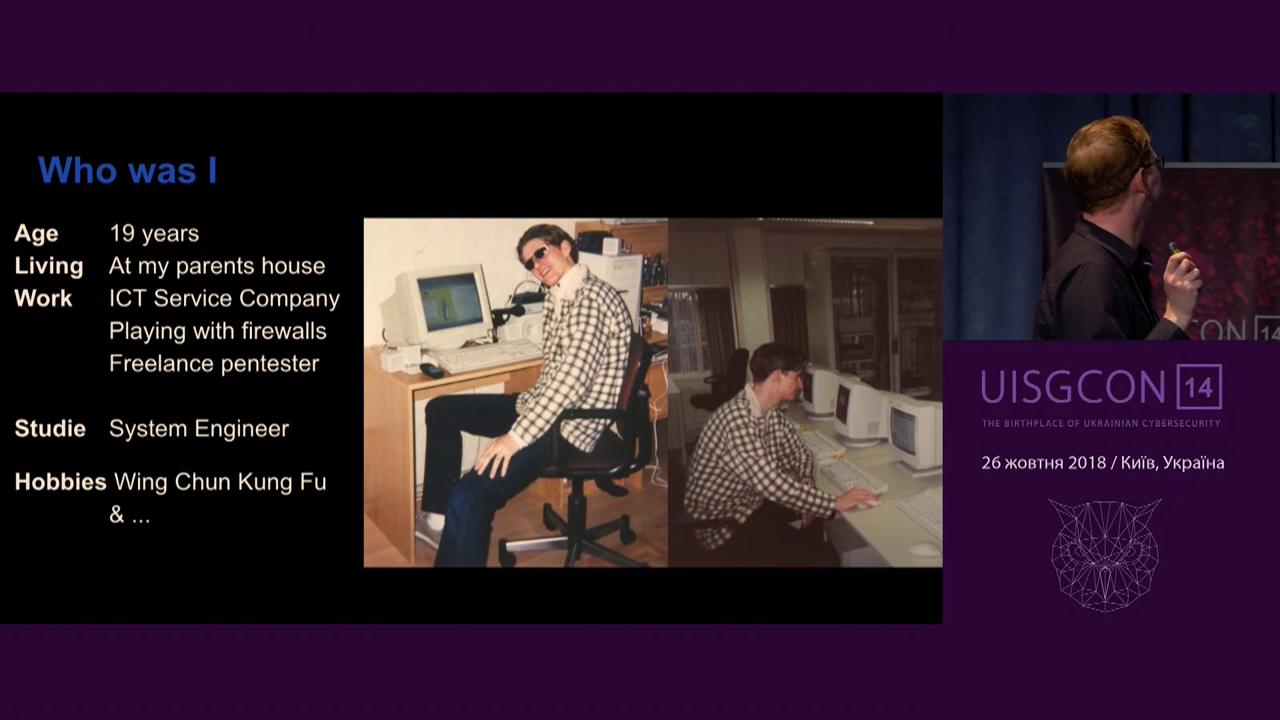 Who was I
Age 19 years
Living At my parents house
Work ICT Service Company
Playing with firewalls
Freelance pentester
Studie System Engineer
Hobbies Wing Chun Kung Fu
& ...
CON 14
UISGCON 14
THE BIRTHPLACE OF UKRAINIAN CYBERSECURITY
26 жовтня 2018 / Київ, Україна